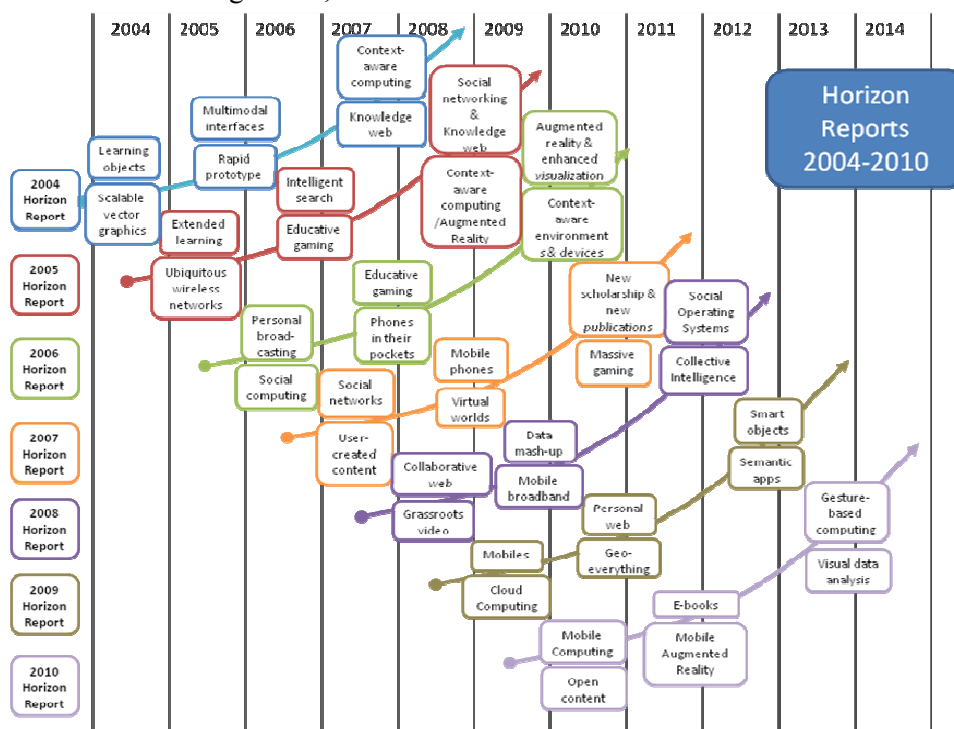 2004 2005 2006 2007 2008 2009 2010 2011 2012 2013 2014
Horizon
Reports
2004-2010
2004
Horizon
Report
Learning
objects
Scalable
vector
graphics
Multimodal
interfaces
Rapid
prototype
Context-
aware
computing
Knowledge
web
2005
Horizon
Report
Extended
learning
Ubiquitous
wireless
networks
Intelligent
search
Educative
gaming
Social
networking
&
Knowledge
web
Context-
aware
computing
/Augmented
Reality
2006
Horizon
Report
Personal
broad-
casting
Social
computing
Educative
gaming
Phones
in their
pockets
Augmented
reality &
enhanced
visualization
Context-
aware
environment
s& devices
2007
Horizon
Report
Social
networks
User-
created
content
Mobile
phones
Virtual
worlds
New
scholarship &
new
publications
Massive
gaming
2008
Horizon
Report
Collaborative
web
Grassroots
video
Data
mash-up
Mobile
broadband
Social
Operating
Systems
Collective
Intelligence
2009
Horizon
Report
Mobiles
Cloud
Computing
Personal
web
Geo-
everything
Smart
objects
Semantic
apps
2010
Horizon
Report
Mobile
Computing
Open
content
E-books
Mobile
Augmented
Reality
Gesture-
based
computing
Visual data
analysis